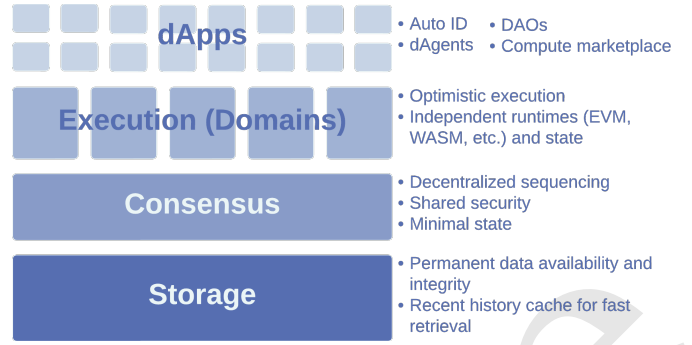 dApps
• Auto ID
• dAgents
• DAOs
• Compute marketplace
Execution (Domains)
• Optimistic execution
• Independent runtimes (EVM,
WASM, etc.) and state
Consensus
• Decentralized sequencing
• Shared security
• Minimal state
Storage
• Permanent data availability and
integrity
• Recent history cache for fast
retrieval